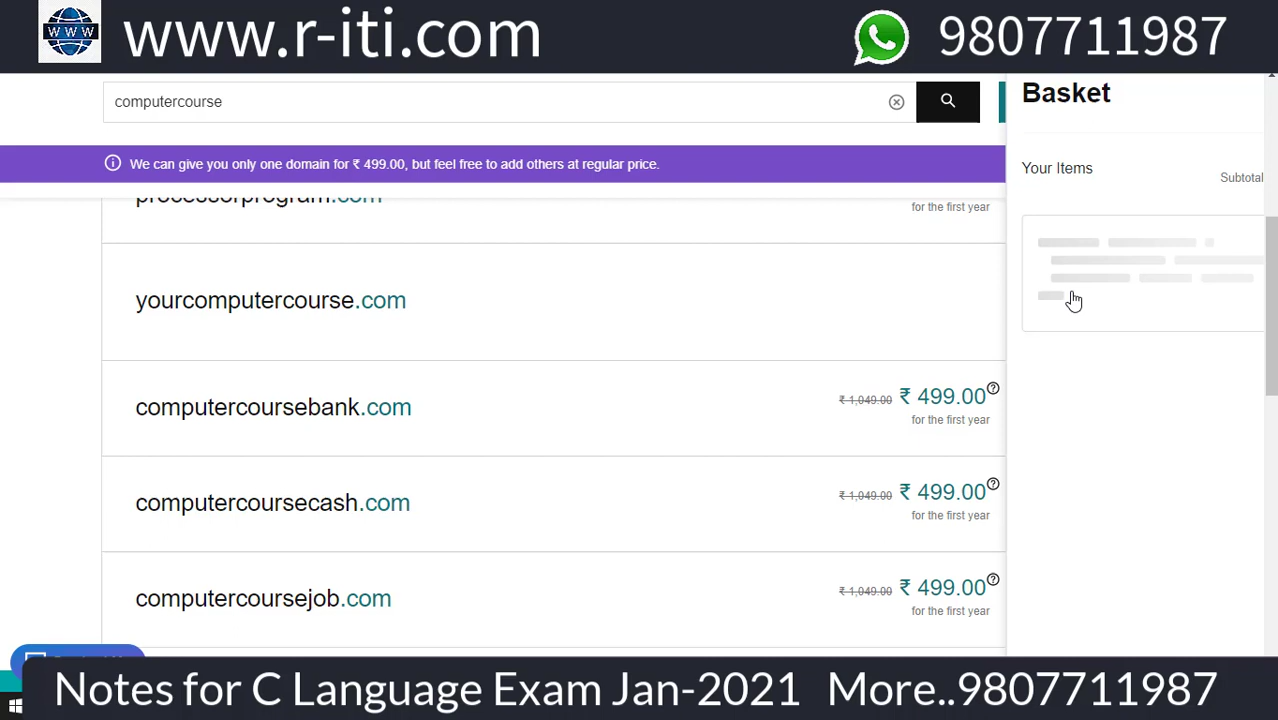 WWW
www.r-iti.com
9807711987
computercourse
Basket
We can give you only one domain for ₹ 499.00, but feel free to add others at regular price.
Your Items
Subtotal
processorprogram.com
for the first year
yourcomputercourse.com
computercoursebank.com
₹ 1,049.00 ₹ 499.00
for the first year
computercoursecash.com
₹ 1,049.00 ₹ 499.00
for the first year
computercoursejob.com
₹ 1,049.00 ₹ 499.00
for the first year
Notes for C Language Exam Jan-2021 More..9807711987